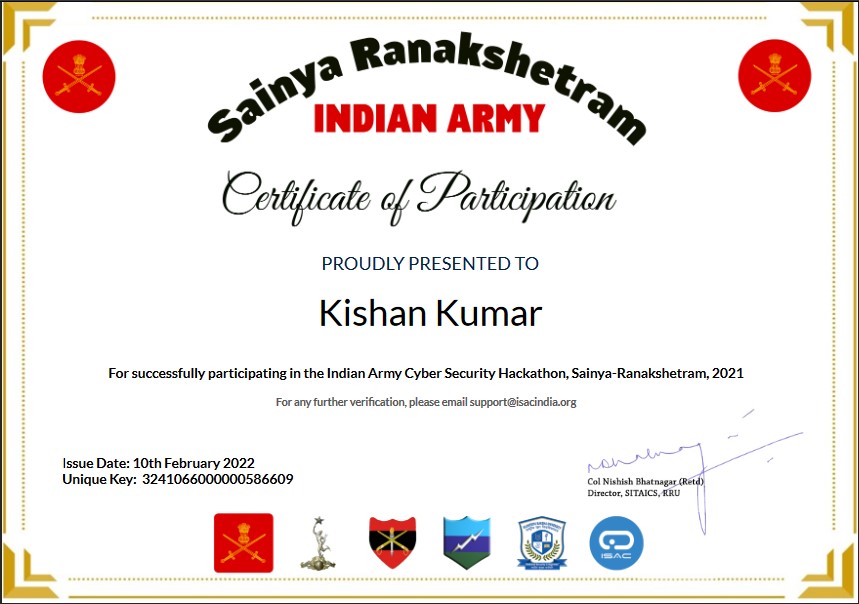 Sainya Ranakshetram
INDIAN ARMY
Certificate of Participation
PROUDLY PRESENTED TO
Kishan Kumar
For successfully participating in the Indian Army Cyber Security Hackathon, Sainya-Ranakshetram, 2021
For any further verification, please email support@isacindia.org
Issue Date: 10th February 2022
Unique Key: 3241066000000586609
Col Nishish Bhatnagar (Retd)
Director, SITAICS, RRU
ISAC